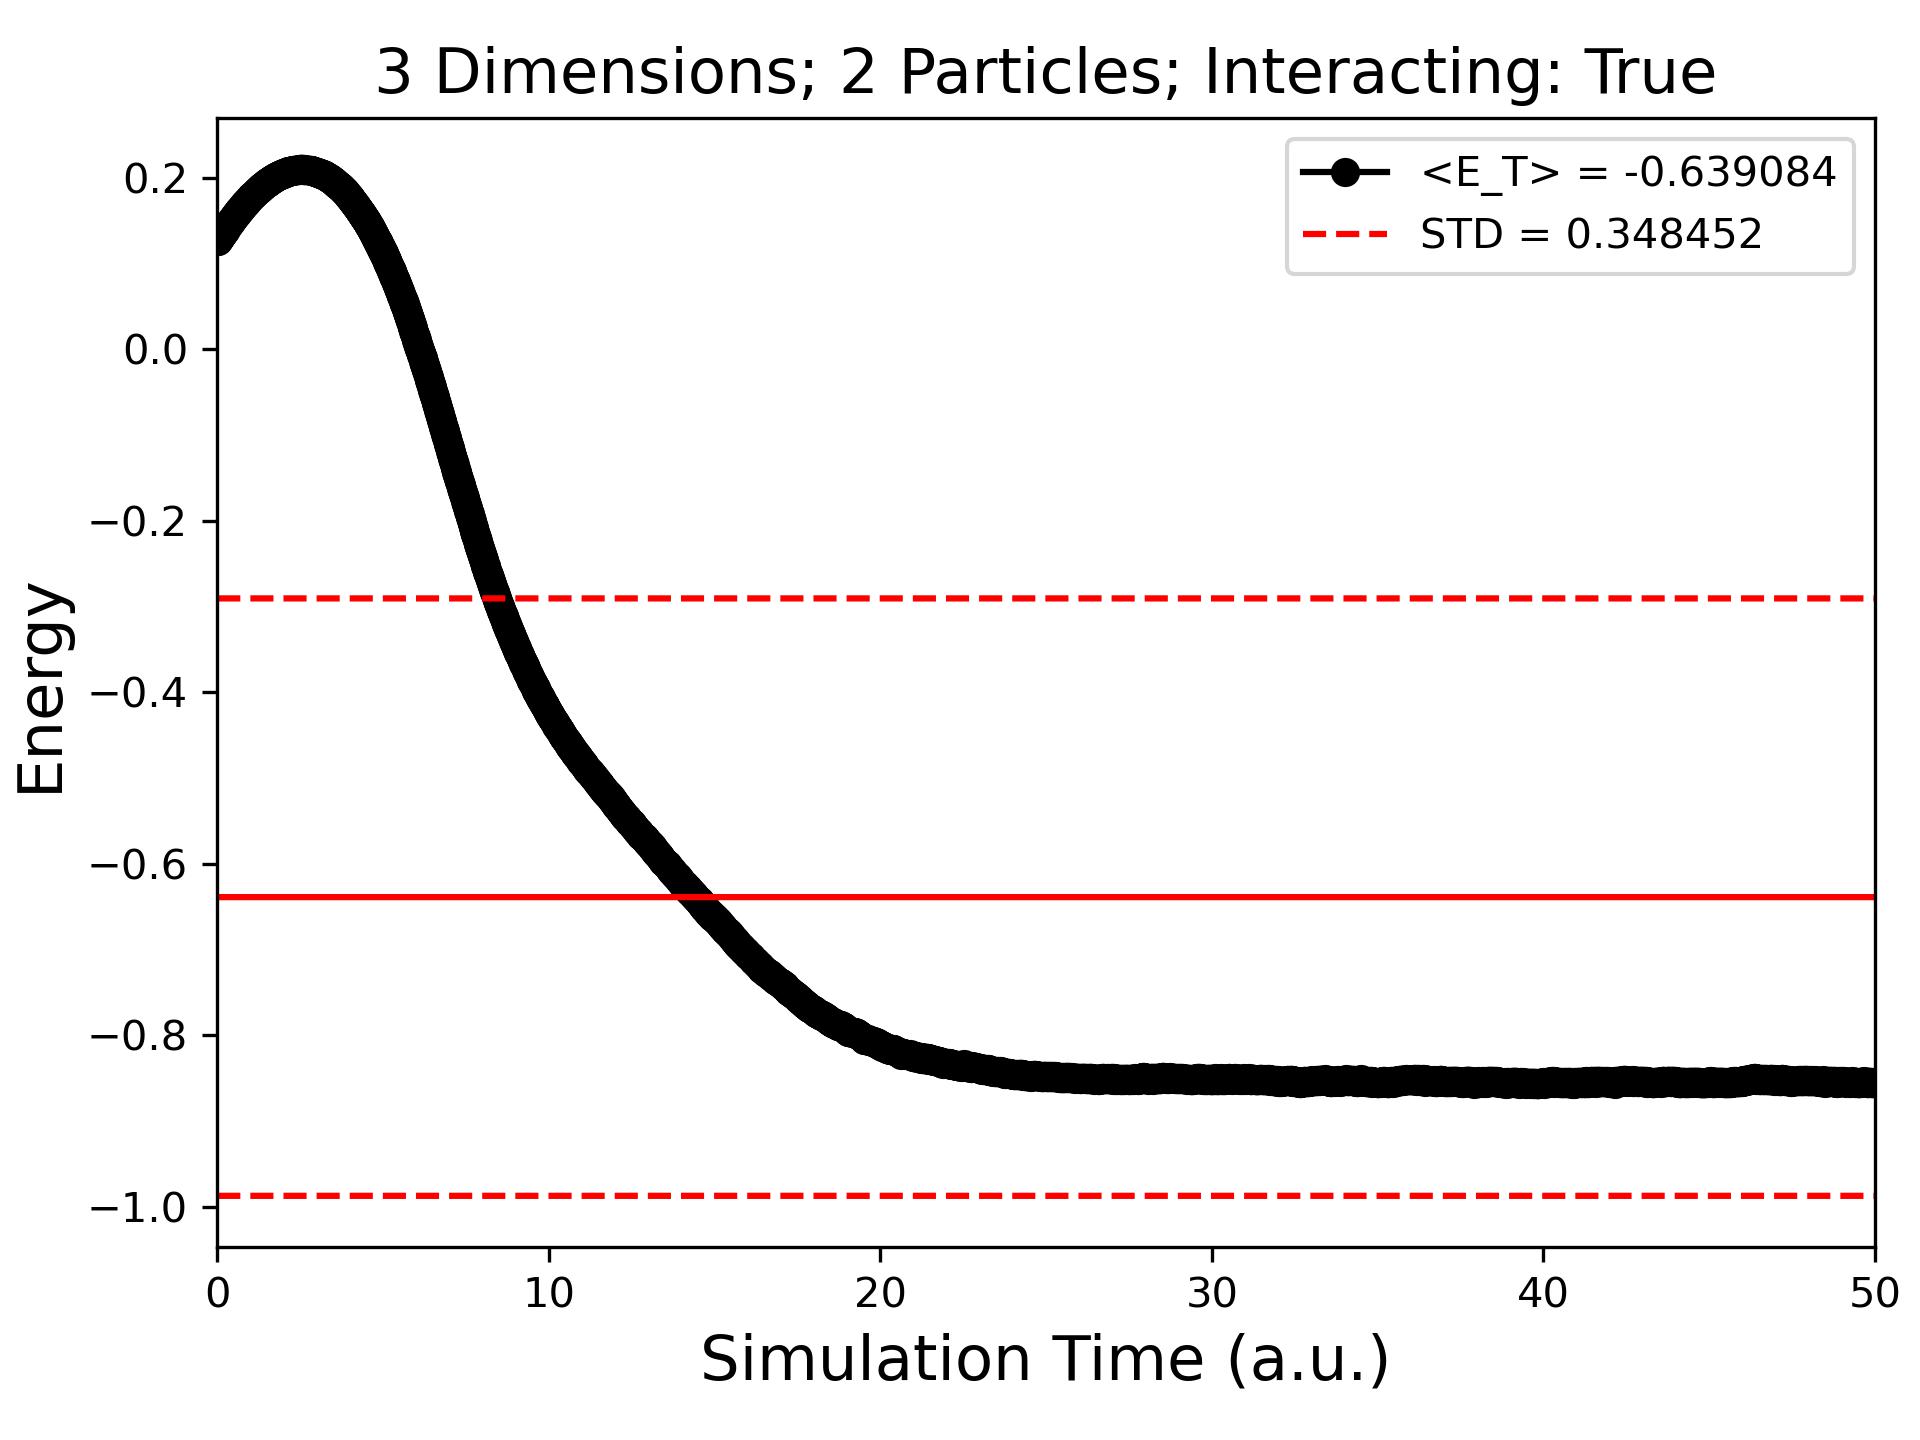 3 Dimensions; 2 Particles; Interacting: True
<E_T> = -0.639084
STD = 0.348452
Energy
0.2
0.0
−0.2
−0.4
−0.6
−0.8
−1.0
0 10 20 30 40 50
Simulation Time (a.u.)